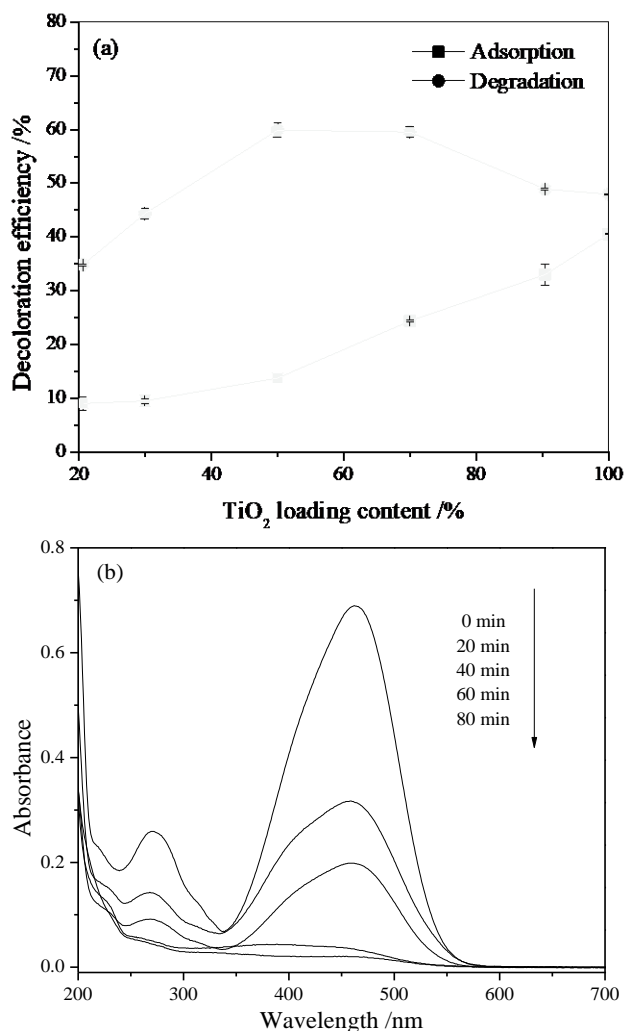 (a)
Adsorption
Degradation
80
70
60
50
40
30
20
10
0
Decoloration efficiency /%
20 40 60 80 100
TiO2 loading content /%
(b)
0 min
20 min
40 min
60 min
80 min
0.8
0.6
0.4
0.2
0.0
Absorbance
200 300 400 500 600 700
Wavelength /nm